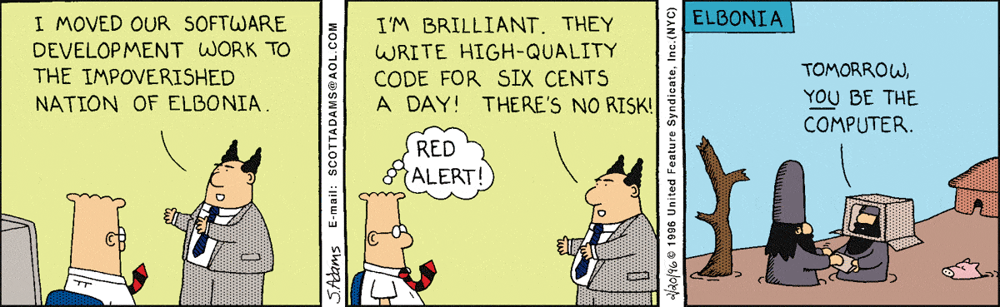 I MOVED OUR SOFTWARE
DEVELOPMENT WORK TO
THE IMPOVERISHED
NATION OF ELBONIA.
S.Adams E-mail: SCOTTADAMS@AOL.COM
I'M BRILLIANT. THEY
WRITE HIGH-QUALITY
CODE FOR SIX CENTS
A DAY! THERE'S NO RISK!
RED
ALERT!
2/20/96 © 1996 United Feature Syndicate, Inc.(NYC)
ELBONIA
TOMORROW,
YOU BE THE
COMPUTER.